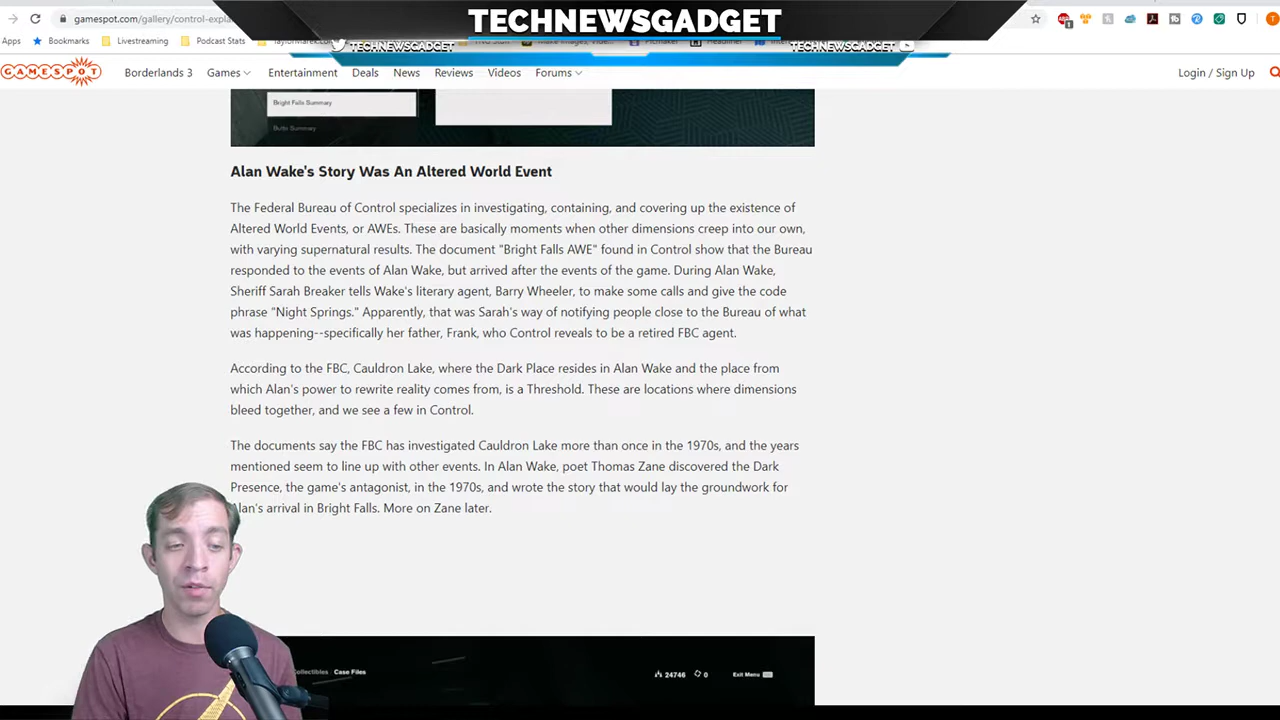 gamespot.com/gallery/control-expla
TECHNEWSGADGET
Apps Bookmarks Livestreaming Podcast Stats
TECHNEWSGADGET TECHNEWSGADGET
GAMESPOT Borderlands 3 Games Entertainment Deals News Reviews Videos Forums Login / Sign Up
Bright Falls Summary
Butts Summary
Alan Wake's Story Was An Altered World Event
The Federal Bureau of Control specializes in investigating, containing, and covering up the existence of
Altered World Events, or AWEs. These are basically moments when other dimensions creep into our own,
with varying supernatural results. The document "Bright Falls AWE" found in Control show that the Bureau
responded to the events of Alan Wake, but arrived after the events of the game. During Alan Wake,
Sheriff Sarah Breaker tells Wake's literary agent, Barry Wheeler, to make some calls and give the code
phrase "Night Springs." Apparently, that was Sarah's way of notifying people close to the Bureau of what
was happening--specifically her father, Frank, who Control reveals to be a retired FBC agent.
According to the FBC, Cauldron Lake, where the Dark Place resides in Alan Wake and the place from
which Alan's power to rewrite reality comes from, is a Threshold. These are locations where dimensions
bleed together, and we see a few in Control.
The documents say the FBC has investigated Cauldron Lake more than once in the 1970s, and the years
mentioned seem to line up with other events. In Alan Wake, poet Thomas Zane discovered the Dark
Presence, the game's antagonist, in the 1970s, and wrote the story that would lay the groundwork for
Alan's arrival in Bright Falls. More on Zane later.
ollectibles Case Files 24746 0 Exit Menu